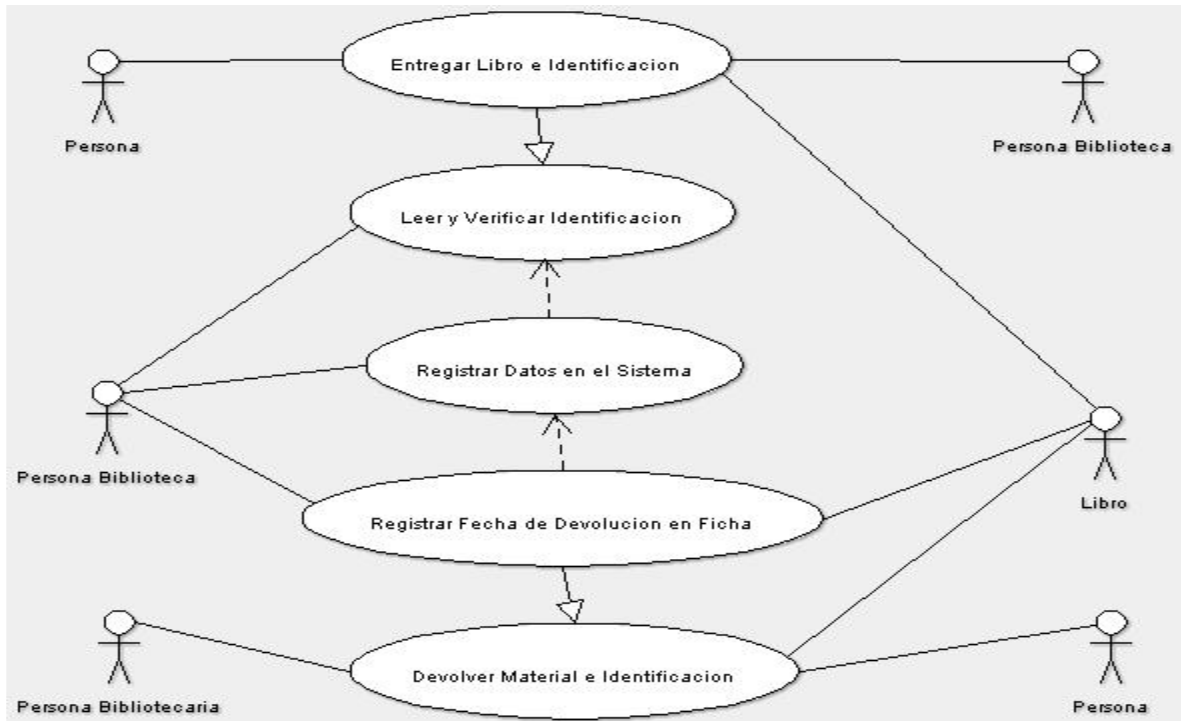 Entregar Libro e Identificacion
Persona
Persona Biblioteca
Leer y Verificar Identificacion
Registrar Datos en el Sistema
Persona Biblioteca
Libro
Registrar Fecha de Devolucion en Ficha
Devolver Material e Identificacion
Persona Bibliotecaria
Persona